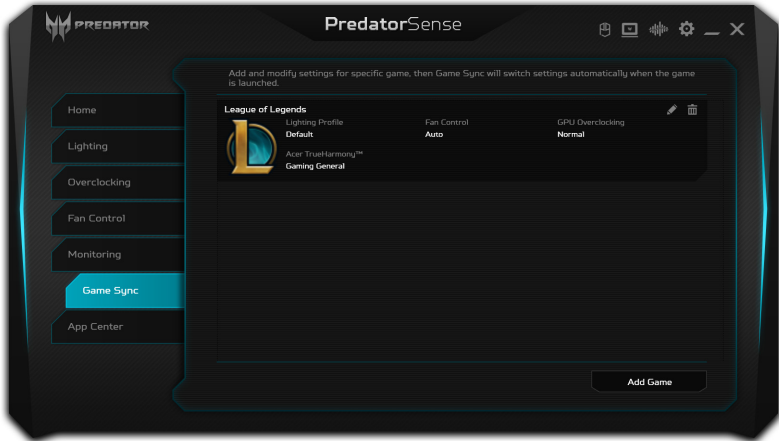 PREDATOR
PredatorSense
Add and modify settings for specific game, then Game Sync will switch settings automatically when the game
is launched.
Home
Lighting
Overclocking
Fan Control
Monitoring
Game Sync
App Center
League of Legends
Lighting Profile
Default
Fan Control
Auto
GPU Overclocking
Normal
Acer TrueHarmony™
Gaming General
Add Game